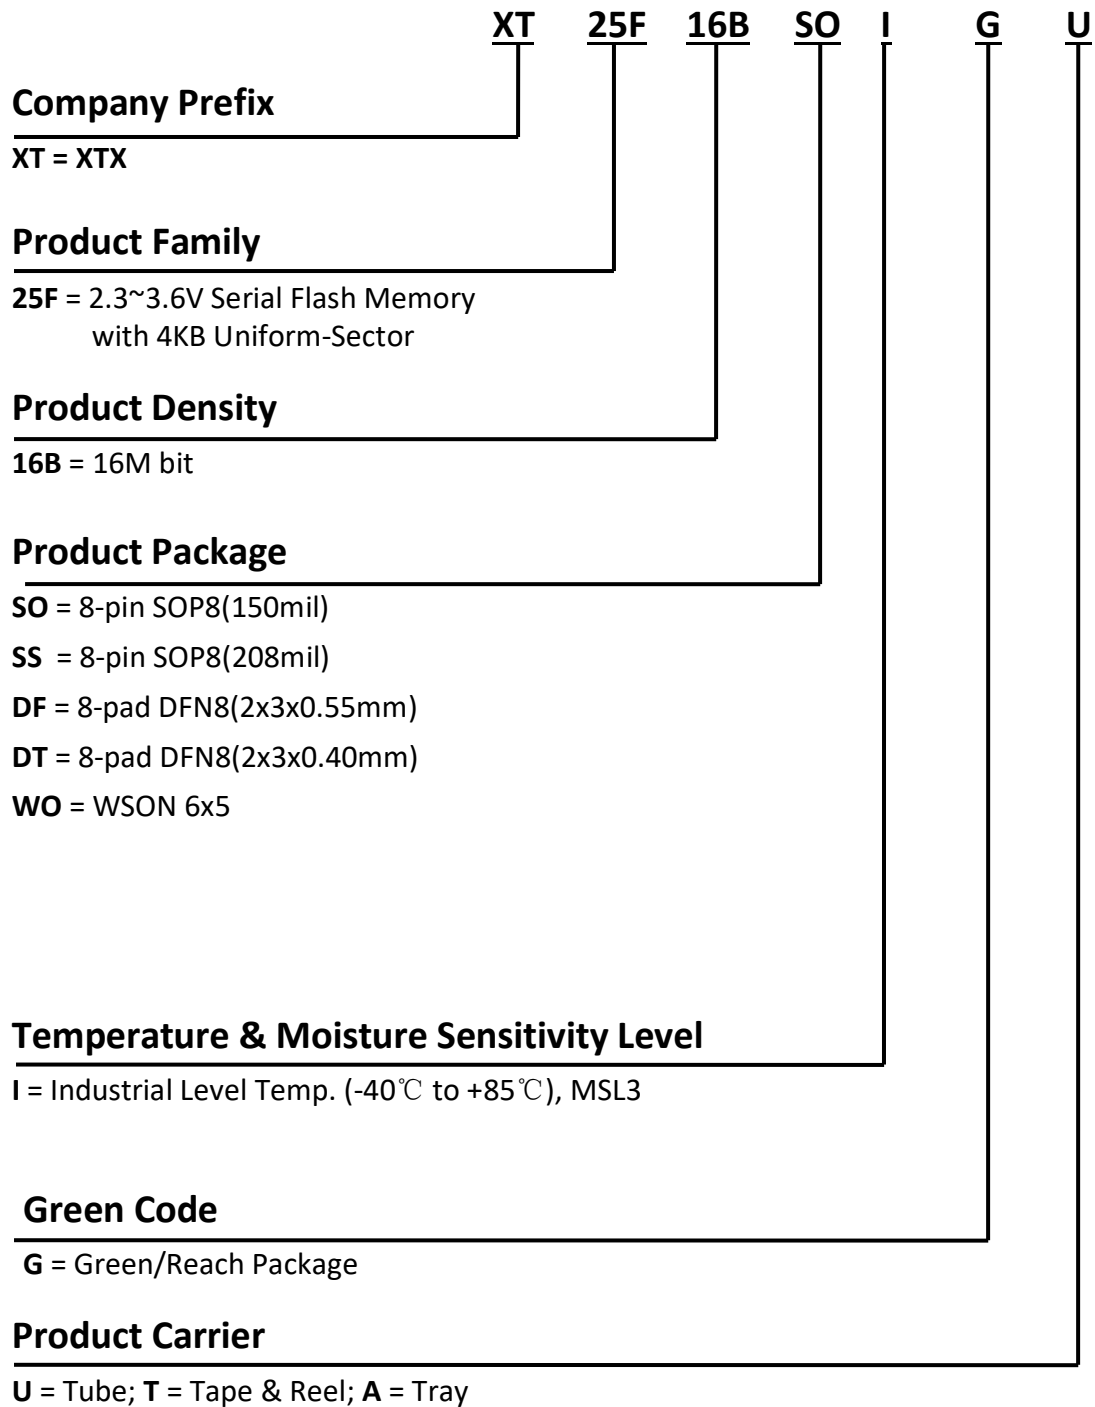 XT 25F 16B SO I G U
Company Prefix
XT = XTX
Product Family
25F = 2.3~3.6V Serial Flash Memory
with 4KB Uniform-Sector
Product Density
16B = 16M bit
Product Package
SO = 8-pin SOP8(150mil)
SS = 8-pin SOP8(208mil)
DF = 8-pad DFN8(2x3x0.55mm)
DT = 8-pad DFN8(2x3x0.40mm)
WO = WSON 6x5
Temperature & Moisture Sensitivity Level
I = Industrial Level Temp. (-40℃ to +85℃), MSL3
Green Code
G = Green/Reach Package
Product Carrier
U = Tube; T = Tape & Reel; A = Tray